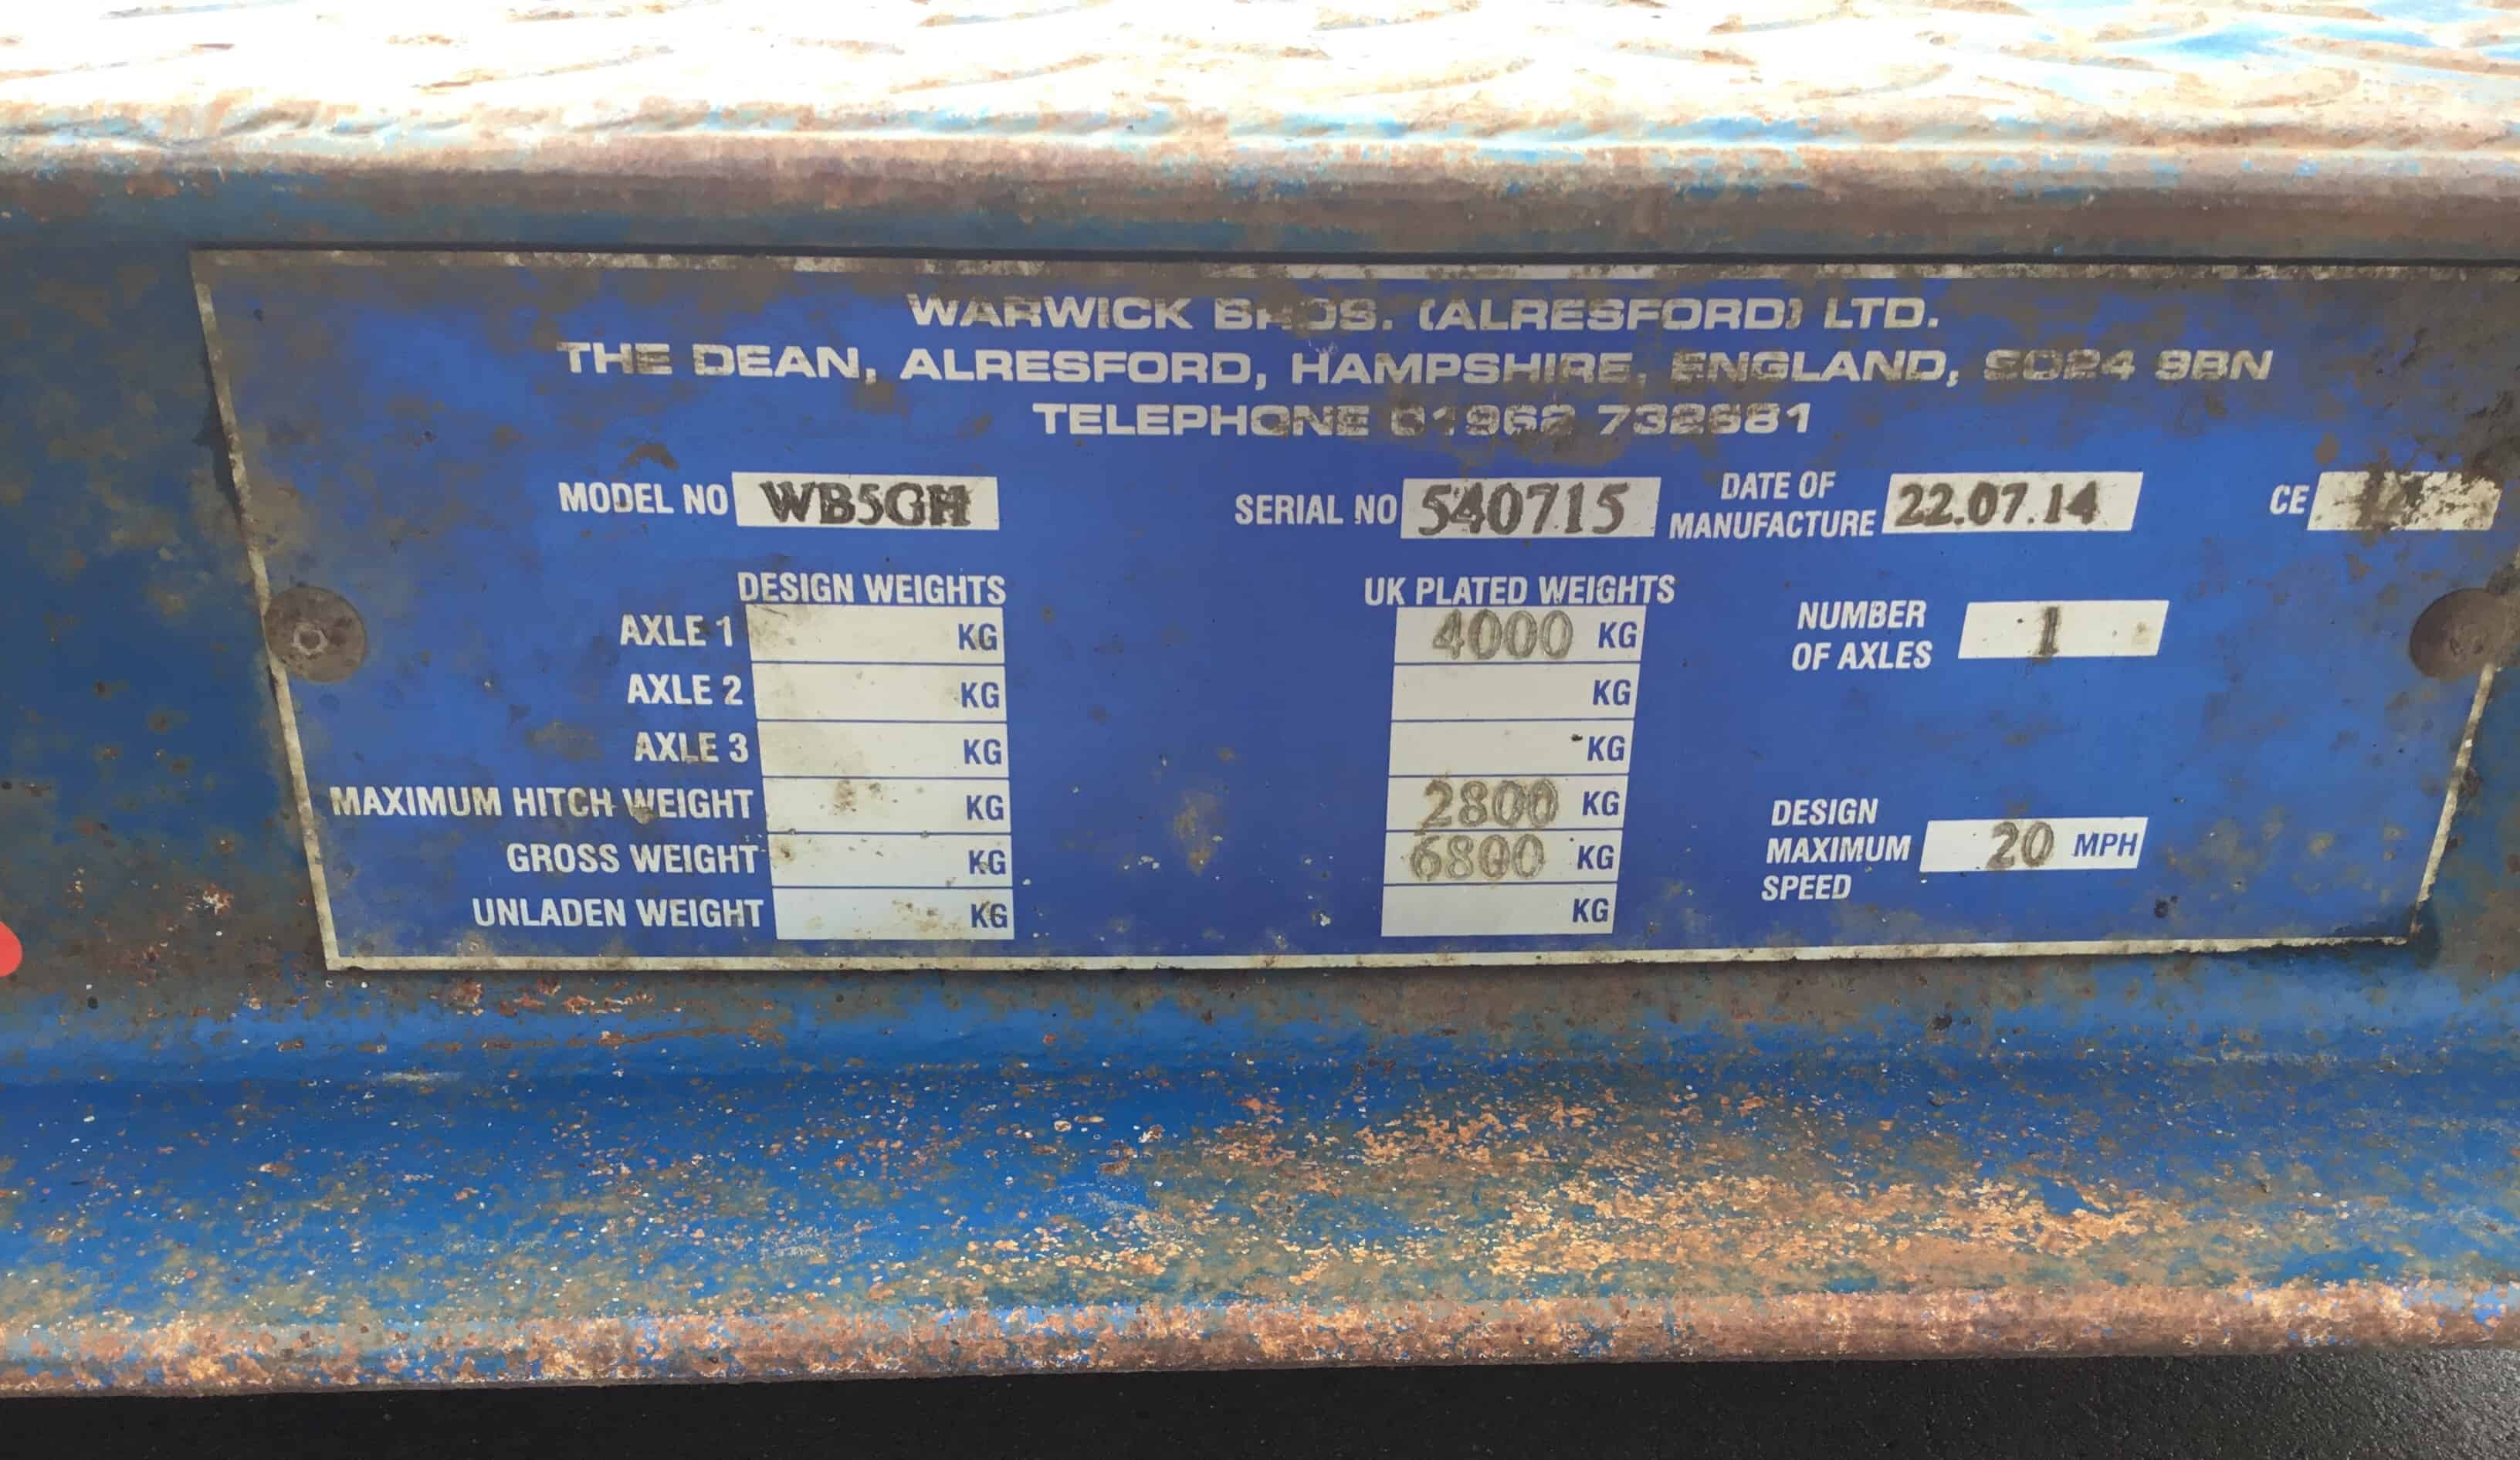 WARWICK BROS. (ALRESFORD) LTD.
THE DEAN, ALRESFORD, HAMPSHIRE, ENGLAND, SO24 9BN
TELEPHONE 01962 732681
MODEL NO WB5GH SERIAL NO 540715 DATE OF MANUFACTURE 22.07.14 CE 14
DESIGN WEIGHTS UK PLATED WEIGHTS
AXLE 1 KG 4000 KG NUMBER OF AXLES 1
AXLE 2 KG KG
AXLE 3 KG KG
MAXIMUM HITCH WEIGHT KG 2800 KG
GROSS WEIGHT KG 6800 KG DESIGN MAXIMUM SPEED 20 MPH
UNLADEN WEIGHT KG KG